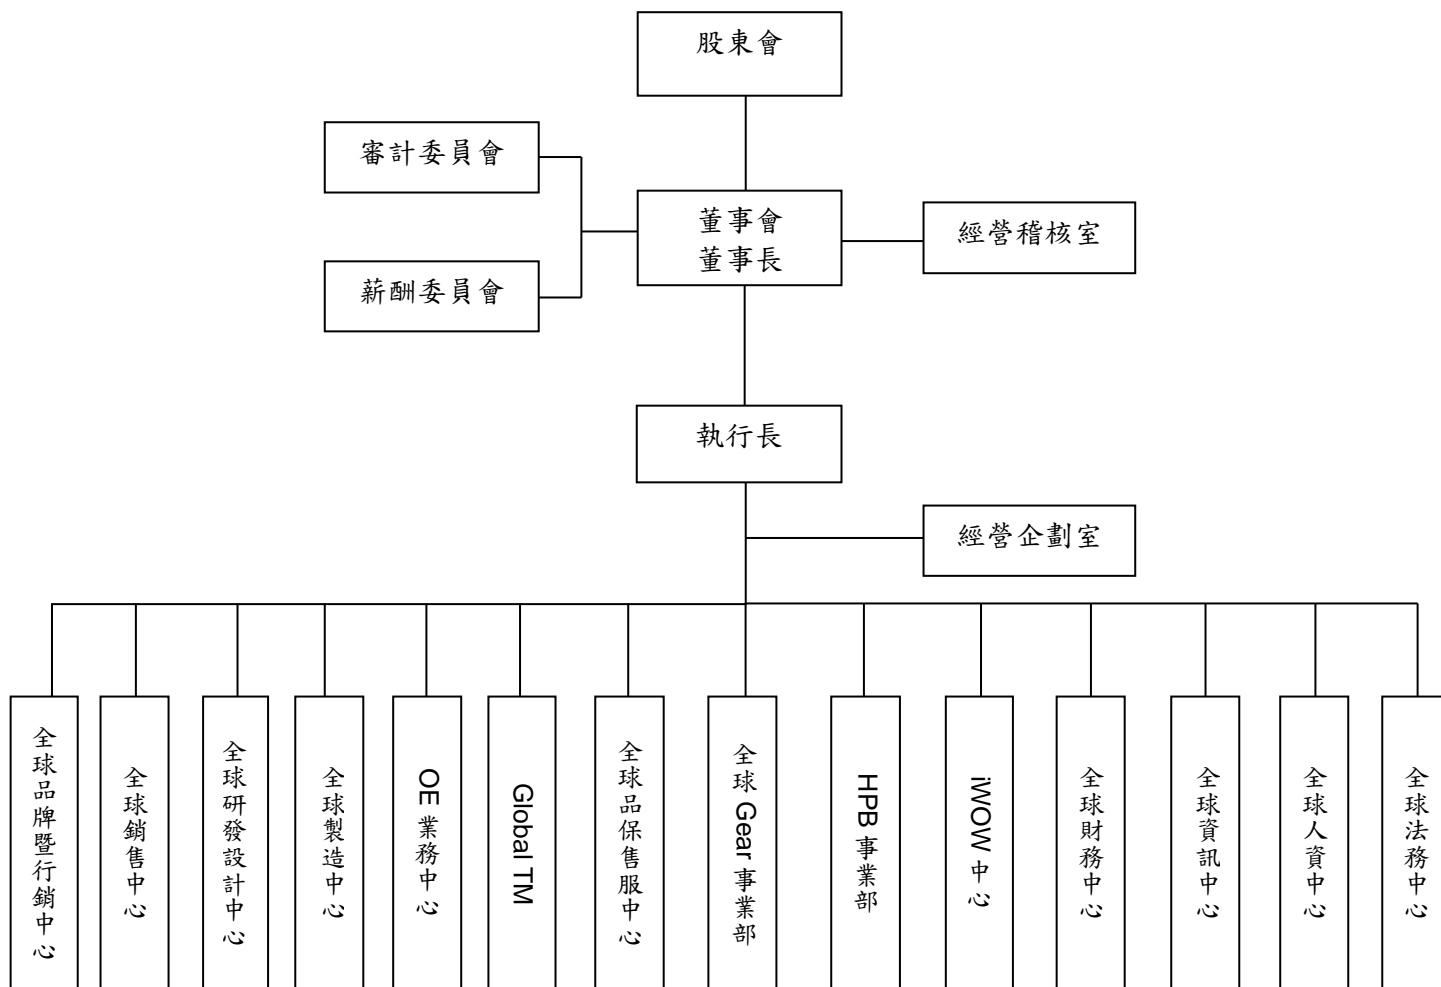 股東會
審計委員會
董事會
董事長
經營稽核室
薪酬委員會
執行長
經營企劃室
全球品牌暨行銷中心
全球銷售中心
全球研發設計中心
全球製造中心
OE 業務中心
Global TM
全球品保售服中心
全球 Gear 事業部
HPB 事業部
iWOW 中心
全球財務中心
全球資訊中心
全球人資中心
全球法務中心